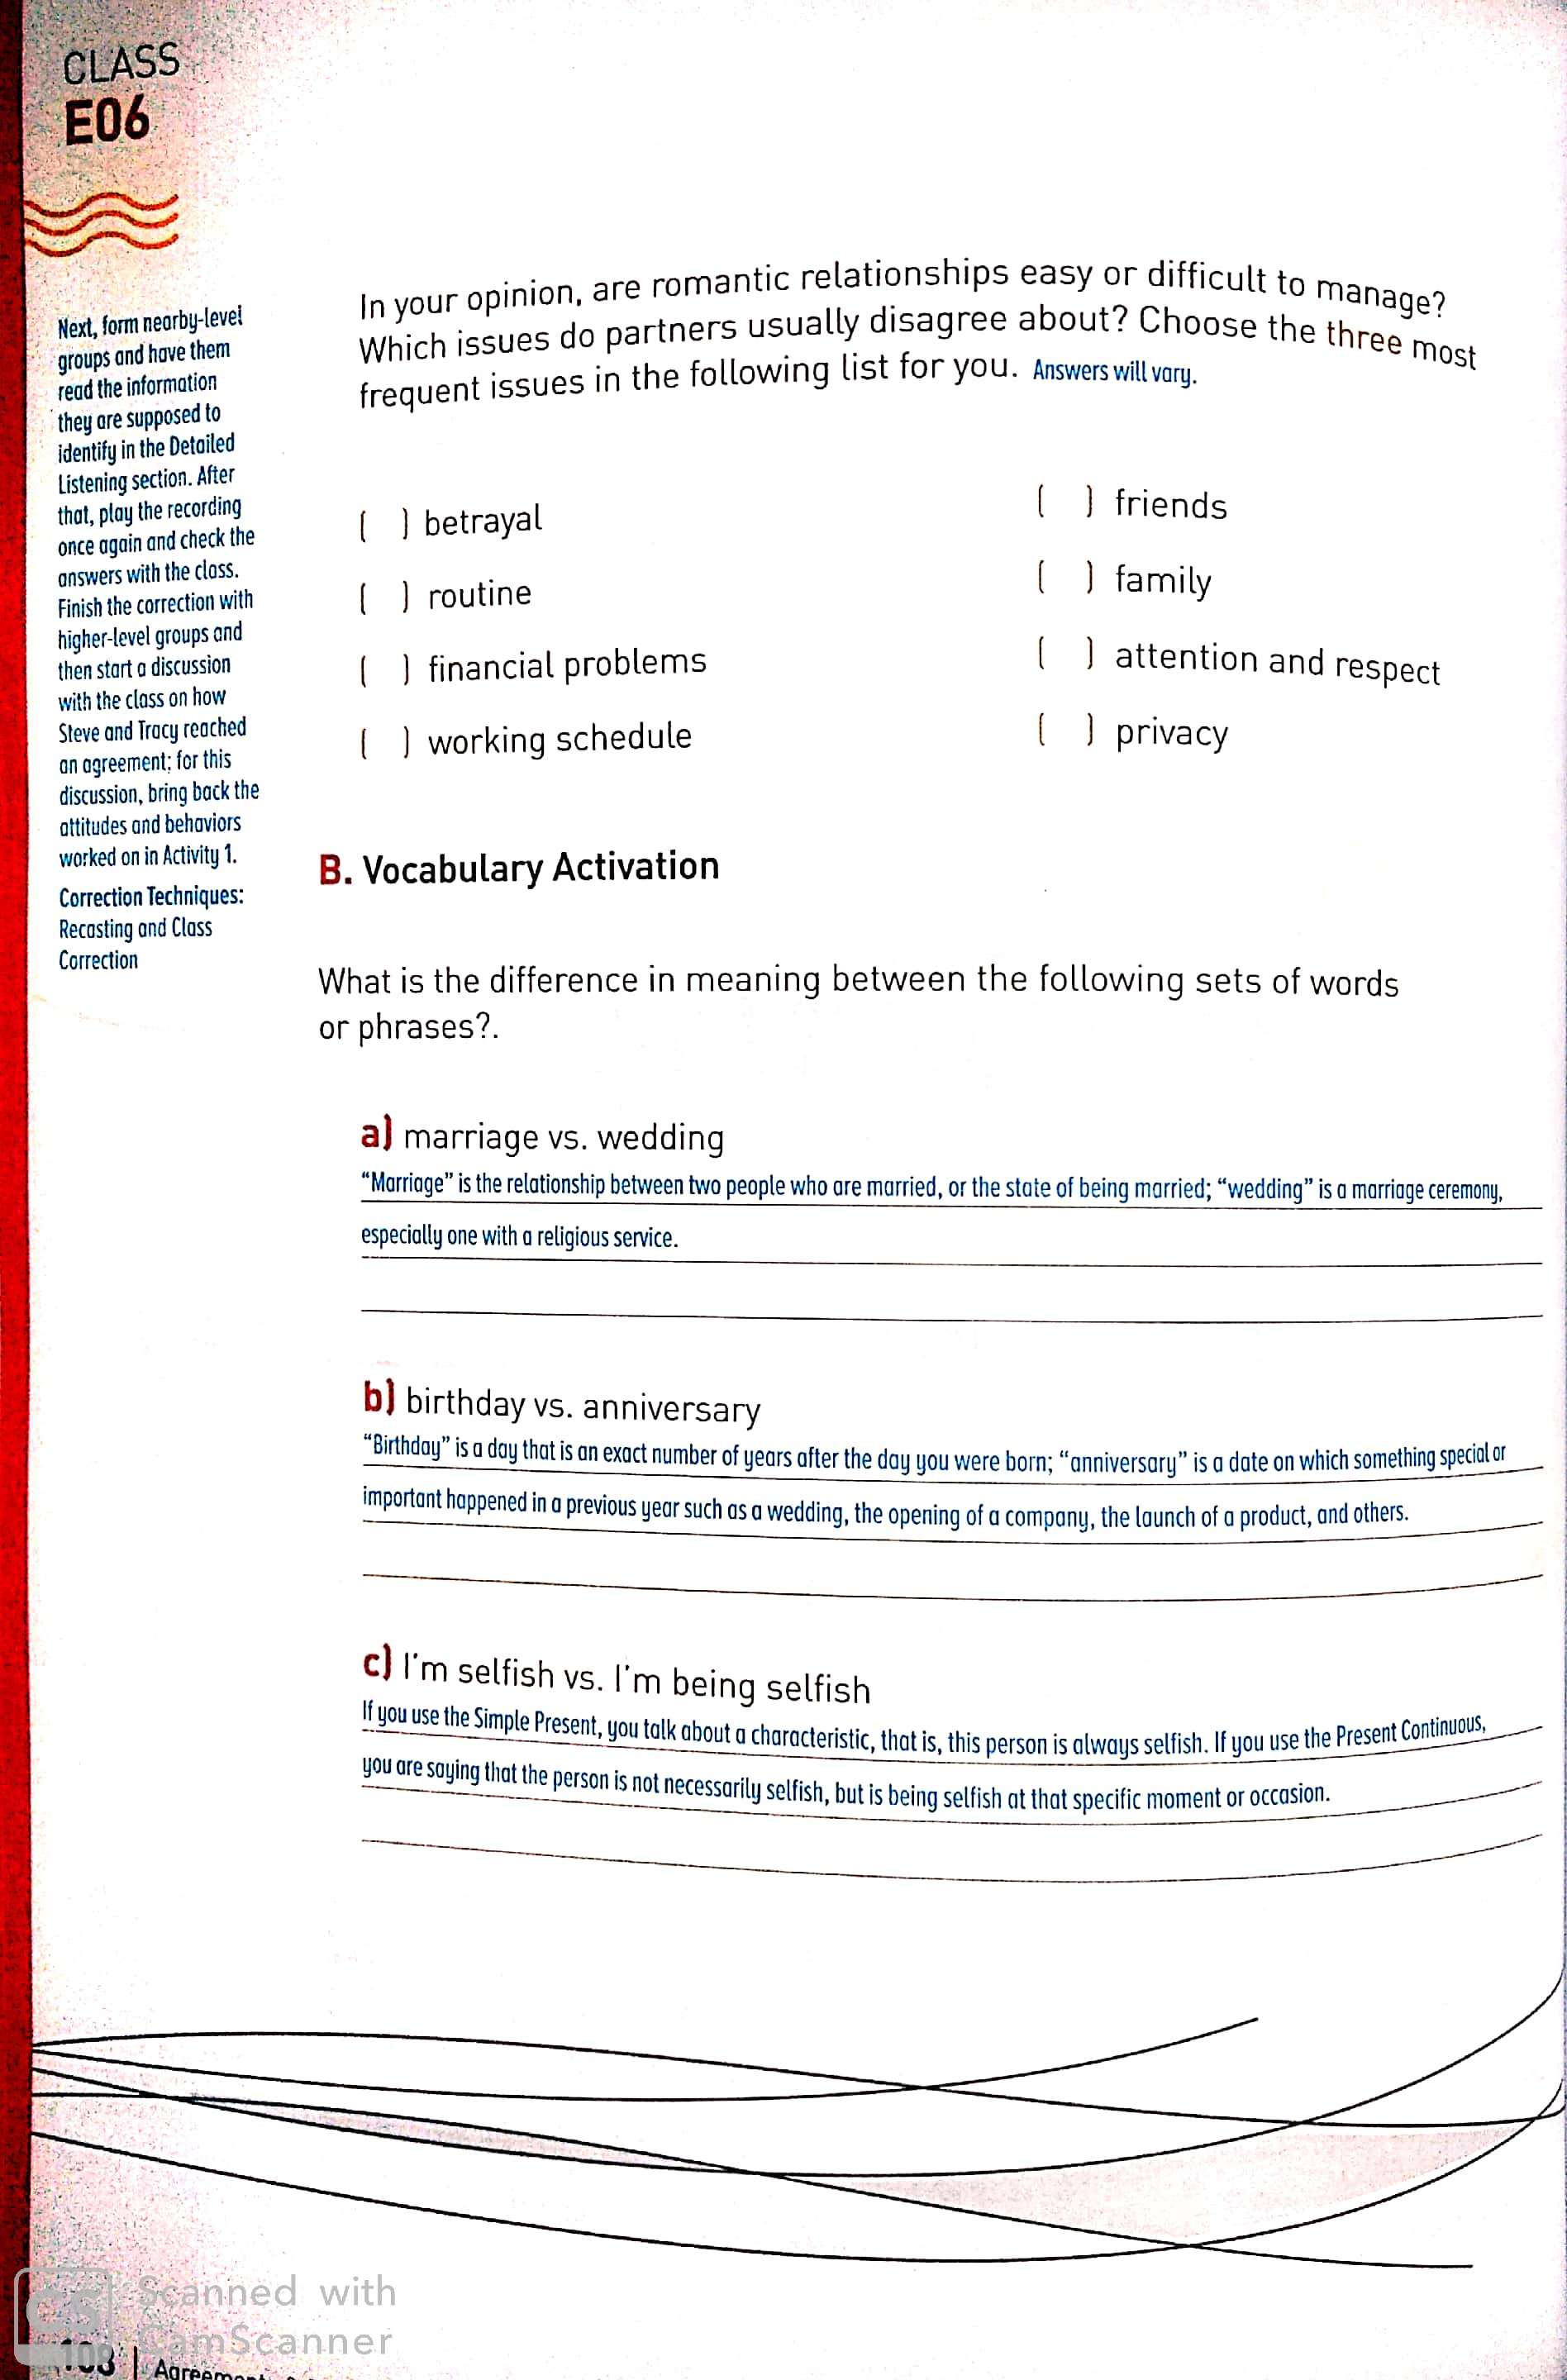 CLASS
E06
Next, form nearby-level
groups and have them
read the information
they are supposed to
identify in the Detailed
Listening section. After
that, play the recording
once again and check the
answers with the class.
Finish the correction with
higher-level groups and
then start a discussion
with the class on how
Steve and Tracy reached
an agreement; for this
discussion, bring back the
attitudes and behaviors
worked on in Activity 1.
Correction Techniques:
Recasting and Class
Correction
In your opinion, are romantic relationships easy or difficult to manage?
Which issues do partners usually disagree about? Choose the three most
frequent issues in the following list for you. Answers will vary.
( ) betrayal
( ) routine
( ) financial problems
( ) working schedule
( ) friends
( ) family
( ) attention and respect
( ) privacy
B. Vocabulary Activation
What is the difference in meaning between the following sets of words
or phrases?.
a) marriage vs. wedding
“Marriage” is the relationship between two people who are married, or the state of being married; “wedding” is a marriage ceremony,
especially one with a religious service.
b) birthday vs. anniversary
“Birthday” is a day that is an exact number of years after the day you were born; “anniversary” is a date on which something special or
important happened in a previous year such as a wedding, the opening of a company, the launch of a product, and others.
c) I'm selfish vs. I'm being selfish
If you use the Simple Present, you talk about a characteristic, that is, this person is always selfish. If you use the Present Continuous,
you are saying that the person is not necessarily selfish, but is being selfish at that specific moment or occasion.
CS
Scanned with
CamScanner